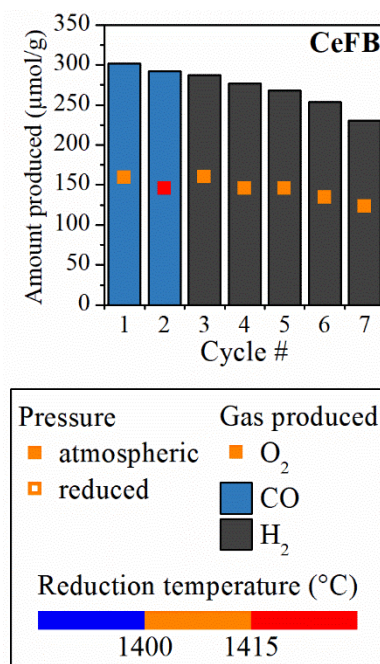 CeFB
Amount produced (µmol/g)
350
300
250
200
150
100
50
0
1 2 3 4 5 6 7
Cycle #
Pressure
atmospheric
reduced
Gas produced
O₂
CO
H₂
Reduction temperature (°C)
1400 1415